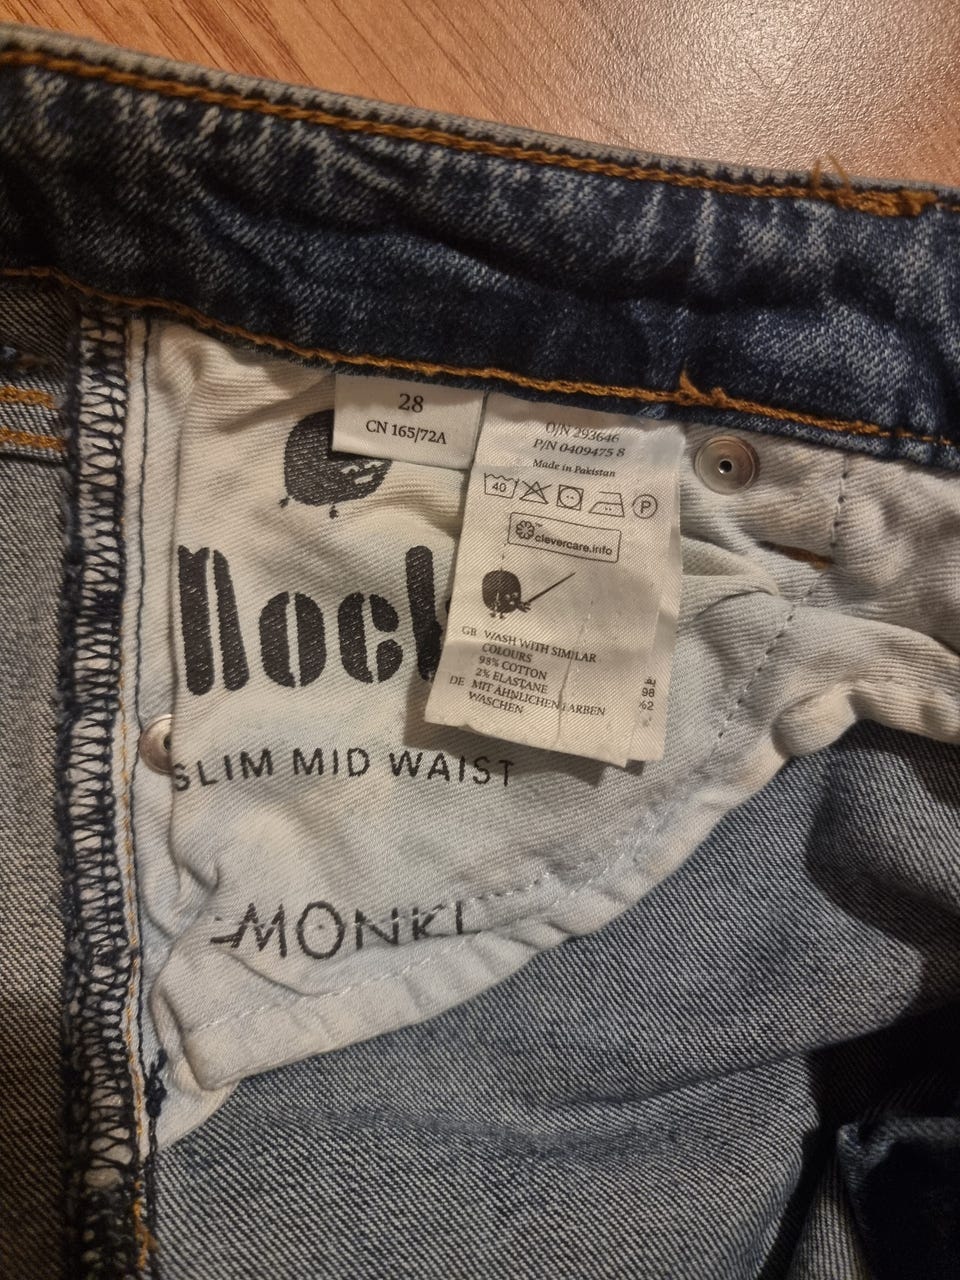 28
CN 165/72A
O/N 293646
P/N 0409475 8
Made in Pakistan
40
P
clevercare.info
GB WASH WITH SIMILAR
COLOURS
98% COTTON
2% ELASTANE
DE MIT ÄHNLICHEN FARBEN
WASCHEN
98
SLIM MID WAIST
MONKI